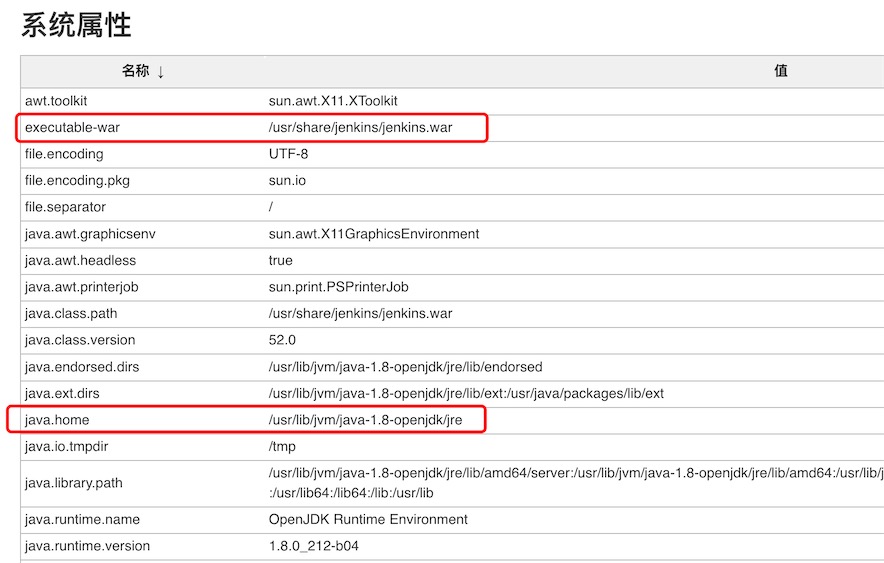 系统属性
名称 ↓ 值
awt.toolkit sun.awt.X11.XToolkit
executable-war /usr/share/jenkins/jenkins.war
file.encoding UTF-8
file.encoding.pkg sun.io
file.separator /
java.awt.graphicsenv sun.awt.X11GraphicsEnvironment
java.awt.headless true
java.awt.printerjob sun.print.PSPrinterJob
java.class.path /usr/share/jenkins/jenkins.war
java.class.version 52.0
java.endorsed.dirs /usr/lib/jvm/java-1.8-openjdk/jre/lib/endorsed
java.ext.dirs /usr/lib/jvm/java-1.8-openjdk/jre/lib/ext:/usr/java/packages/lib/ext
java.home /usr/lib/jvm/java-1.8-openjdk/jre
java.io.tmpdir /tmp
java.library.path /usr/lib/jvm/java-1.8-openjdk/jre/lib/amd64/server:/usr/lib/jvm/java-1.8-openjdk/jre/lib/amd64:/usr/lib/j
:/usr/lib64:/lib64:/lib:/usr/lib
java.runtime.name OpenJDK Runtime Environment
java.runtime.version 1.8.0_212-b04